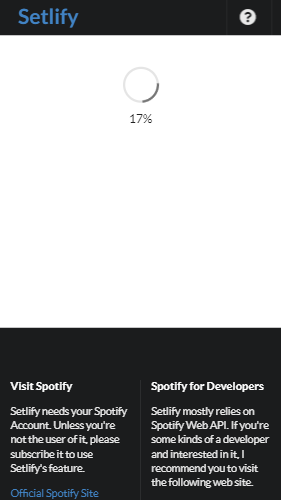 Setlify
?
17%
Visit Spotify
Setlify needs your Spotify
Account. Unless you're
not the user of it, please
subscribe it to use
Setlify's feature.
Official Spotify Site
Spotify for Developers
Setlify mostly relies on
Spotify Web API. If you're
some kinds of a developer
and interested in it, I
recommend you to visit
the following web site.